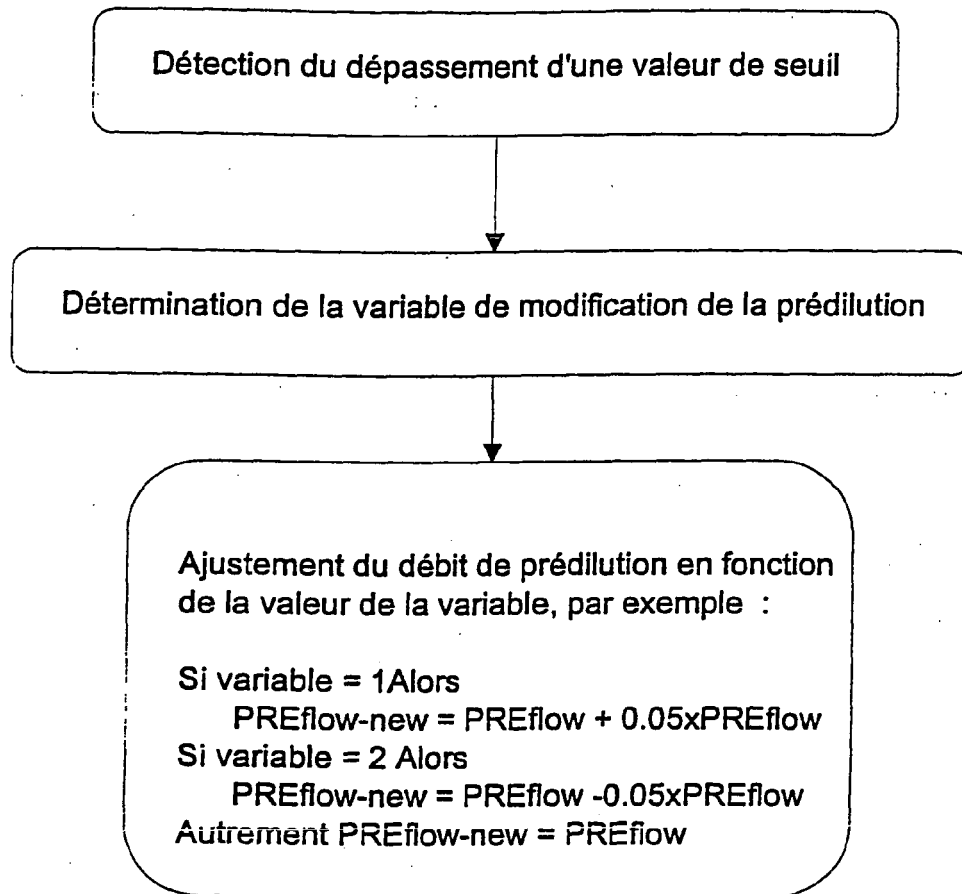 Détection du dépassement d'une valeur de seuil
Détermination de la variable de modification de la prédilution
Ajustement du débit de prédilution en fonction
de la valeur de la variable, par exemple :
Si variable = 1Alors
PREflow-new = PREflow + 0.05xPREflow
Si variable = 2 Alors
PREflow-new = PREflow -0.05xPREflow
Autrement PREflow-new = PREflow